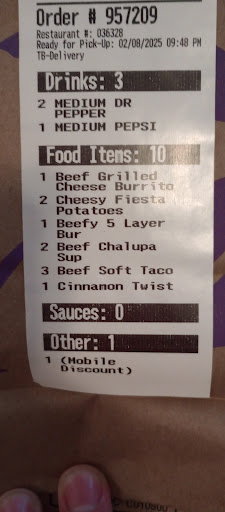 Order # 957209
Restaurant #: 036328
Ready for Pick-Up: 02/08/2025 09:48 PM
TB-Delivery
Drinks: 3
2 MEDIUM DR
PEPPER
1 MEDIUM PEPSI
Food Items: 10
1 Beef Grilled
Cheese Burrito
2 Cheesy Fiesta
Potatoes
1 Beefy 5 Layer
Bur
2 Beef Chalupa
Sup
3 Beef Soft Taco
1 Cinnamon Twist
Sauces: 0
Other: 1
1 (Mobile
Discount)